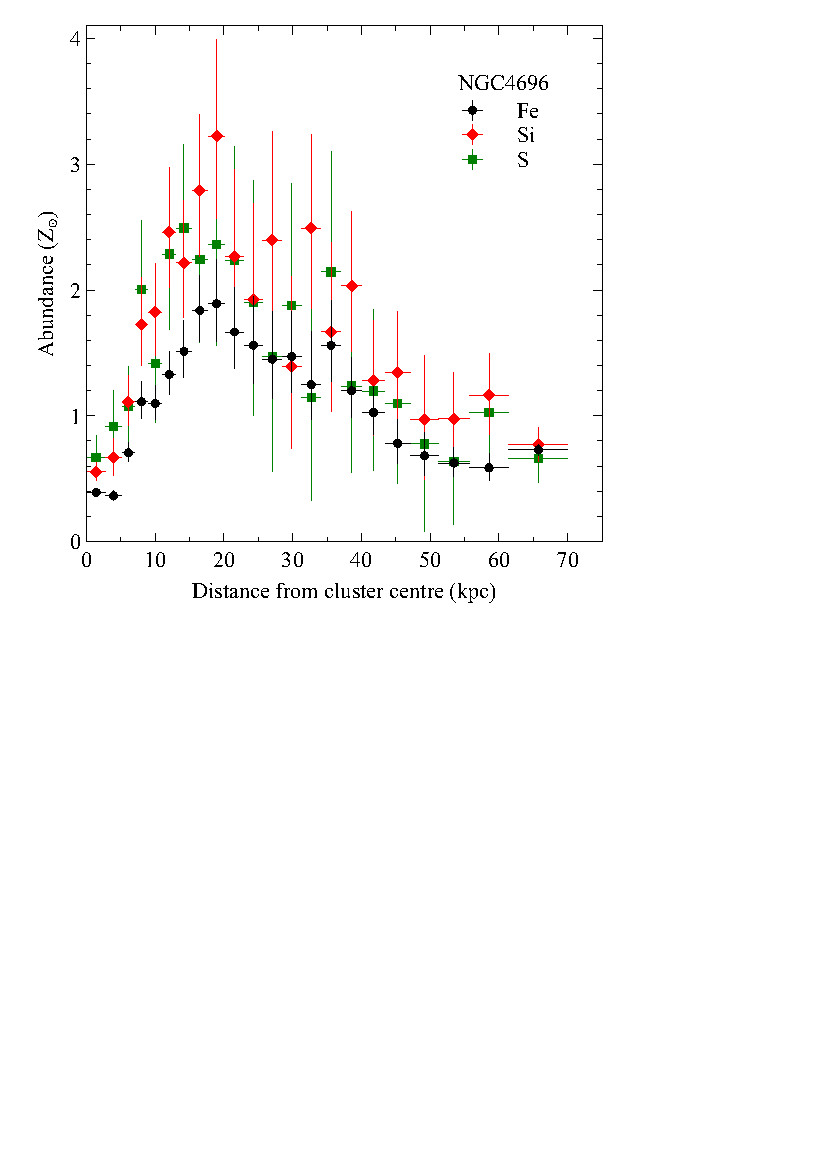 NGC4696
Fe
Si
S
4
3
2
1
0
Abundance (Z☉)
0 10 20 30 40 50 60 70
Distance from cluster centre (kpc)